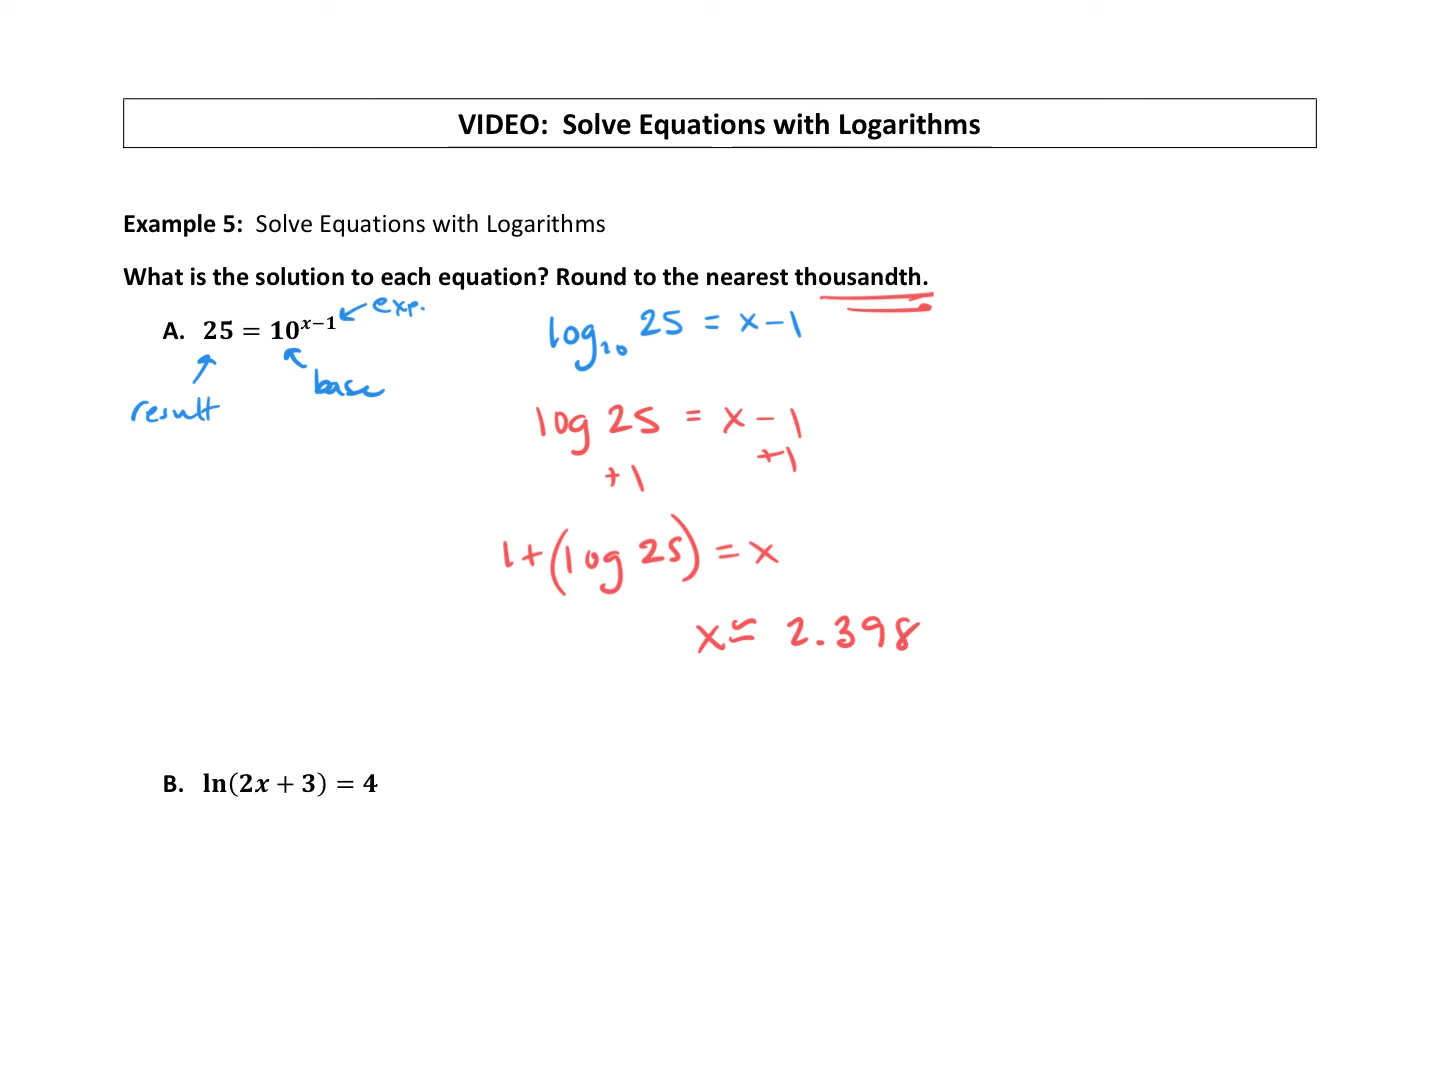 VIDEO: Solve Equations with Logarithms
Example 5: Solve Equations with Logarithms
What is the solution to each equation? Round to the nearest thousandth.
A. 25 = 10^{x−1}
exp.
base
result
log₁₀ 25 = x − 1
log 25 = x − 1
+1 +1
1 + (log 25) = x
x ≈ 2.398
B. ln(2x + 3) = 4